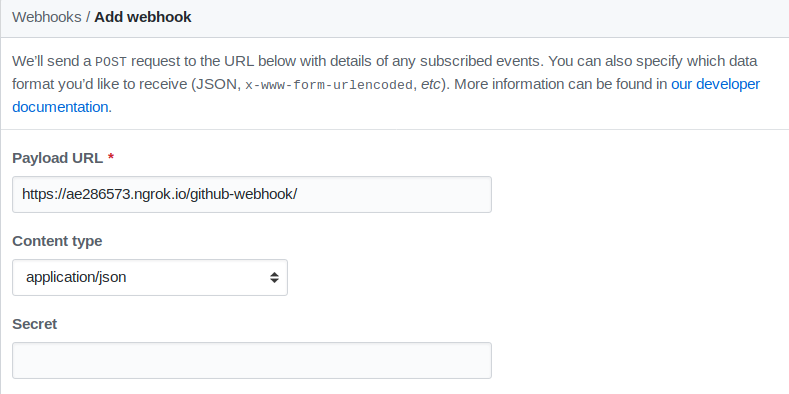 Webhooks / Add webhook
We'll send a POST request to the URL below with details of any subscribed events. You can also specify which data
format you'd like to receive (JSON, x-www-form-urlencoded, etc). More information can be found in our developer
documentation.
Payload URL *
https://ae286573.ngrok.io/github-webhook/
Content type
application/json
Secret